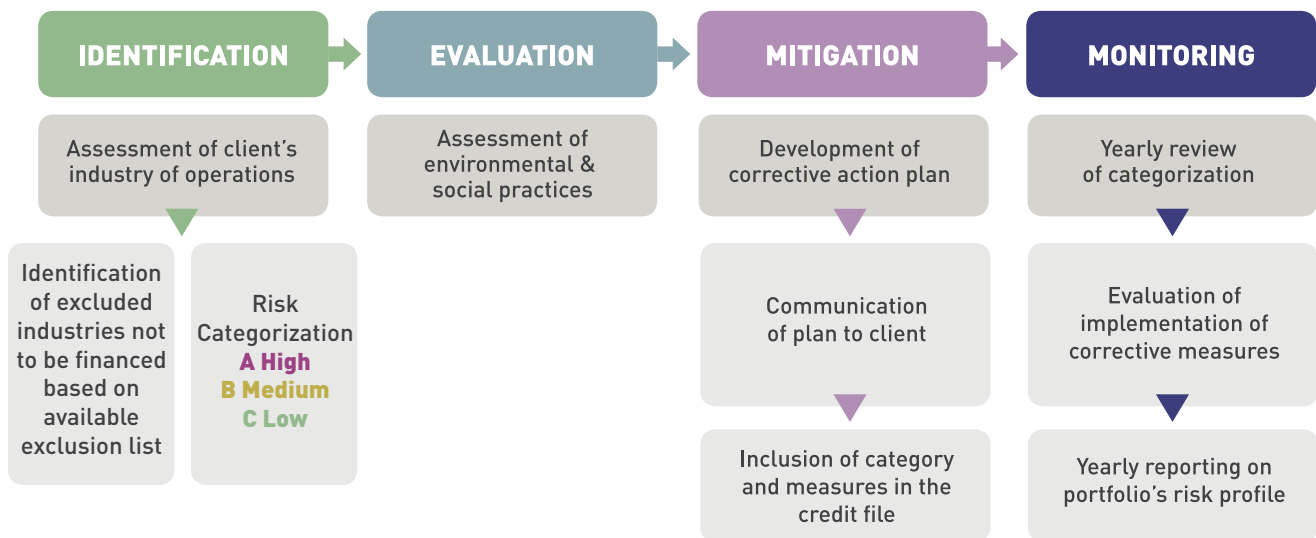 IDENTIFICATION
EVALUATION
MITIGATION
MONITORING
Assessment of client's
industry of operations
Assessment of
environmental &
social practices
Development of
corrective action plan
Yearly review
of categorization
Identification
of excluded
industries not
to be financed
based on
available
exclusion list
Risk
Categorization
A High
B Medium
C Low
Communication
of plan to client
Evaluation of
implementation of
corrective measures
Inclusion of category
and measures in the
credit file
Yearly reporting on
portfolio's risk profile